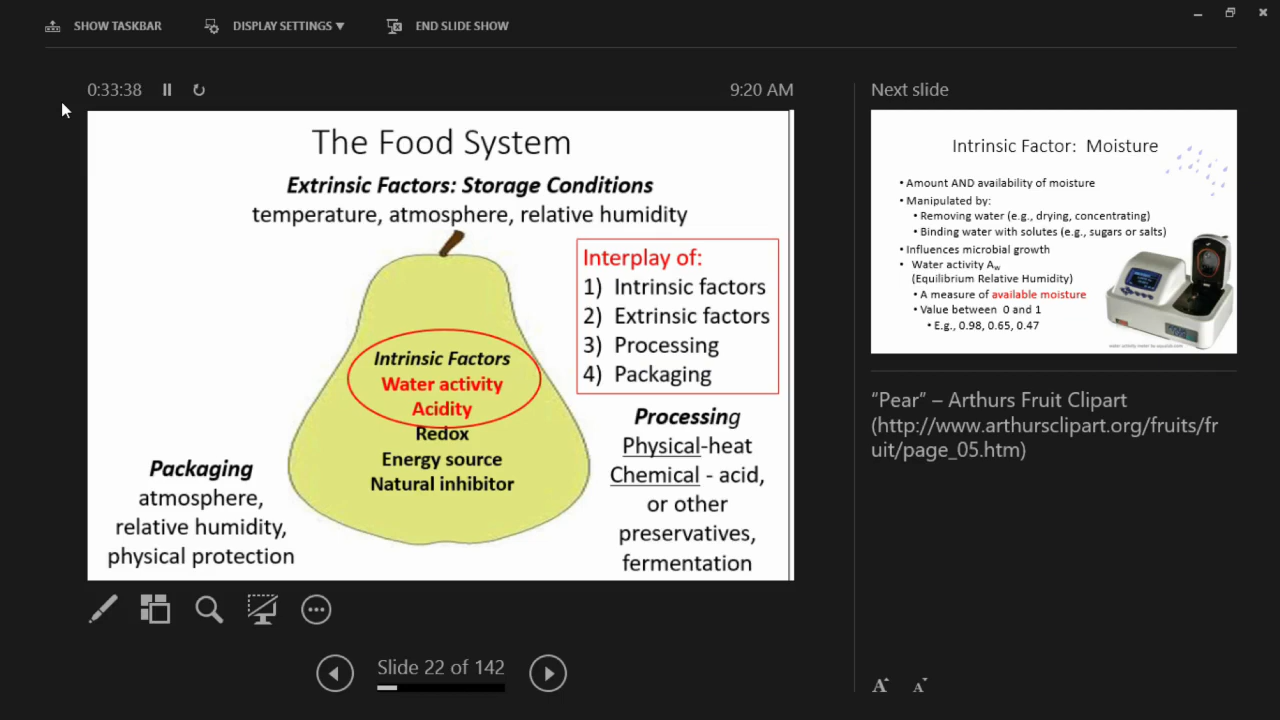 SHOW TASKBAR
DISPLAY SETTINGS ▼
END SLIDE SHOW
0:33:38
9:20 AM
The Food System
Extrinsic Factors: Storage Conditions
temperature, atmosphere, relative humidity
Interplay of:
1) Intrinsic factors
2) Extrinsic factors
3) Processing
4) Packaging
Intrinsic Factors
Water activity
Acidity
Redox
Energy source
Natural inhibitor
Packaging
atmosphere,
relative humidity,
physical protection
Processing
Physical-heat
Chemical - acid,
or other
preservatives,
fermentation
Slide 22 of 142
Next slide
Intrinsic Factor: Moisture
• Amount AND availability of moisture
• Manipulated by:
• Removing water (e.g., drying, concentrating)
• Binding water with solutes (e.g., sugars or salts)
• Influences microbial growth
• Water activity Aw
(Equilibrium Relative Humidity)
• A measure of available moisture
• Value between 0 and 1
• E.g., 0.98, 0.65, 0.47
water activity meter by aqualab.com
“Pear” – Arthurs Fruit Clipart
(http://www.arthursclipart.org/fruits/fr
uit/page_05.htm)
A A